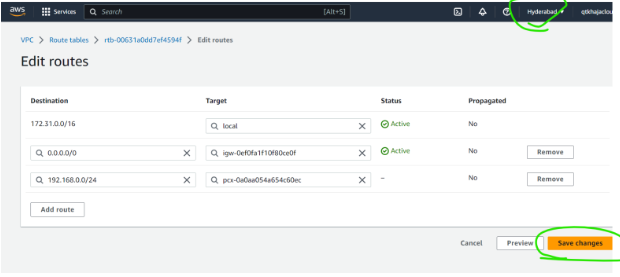 aws Services Search [Alt+S] Hyderabad qtkhajaclou
VPC > Route tables > rtb-00631a0dd7ef4594f > Edit routes
Edit routes
Destination Target Status Propagated
172.31.0.0/16 local Active No
0.0.0.0/0 igw-0ef0fa1f10f80ce0f Active No Remove
192.168.0.0/24 pcx-0a0aa054a654c60ec – No Remove
Add route
Cancel Preview Save changes